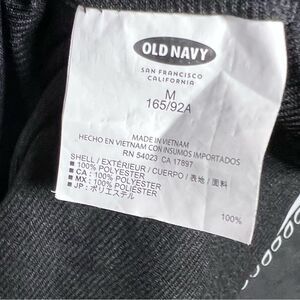 OLD NAVY
SAN FRANCISCO
CALIFORNIA
M
165/92A
MADE IN VIETNAM
HECHO EN VIETNAM CON INSUMOS IMPORTADOS
RN 54023 CA 17897
SHELL / EXTÉRIEUR / CUERPO / 表地 / 面料
■ 100% POLYESTER
■ CA : 100% POLYESTER
■ MX : 100% POLIÉSTER
■ JP : ポリエステル
100%